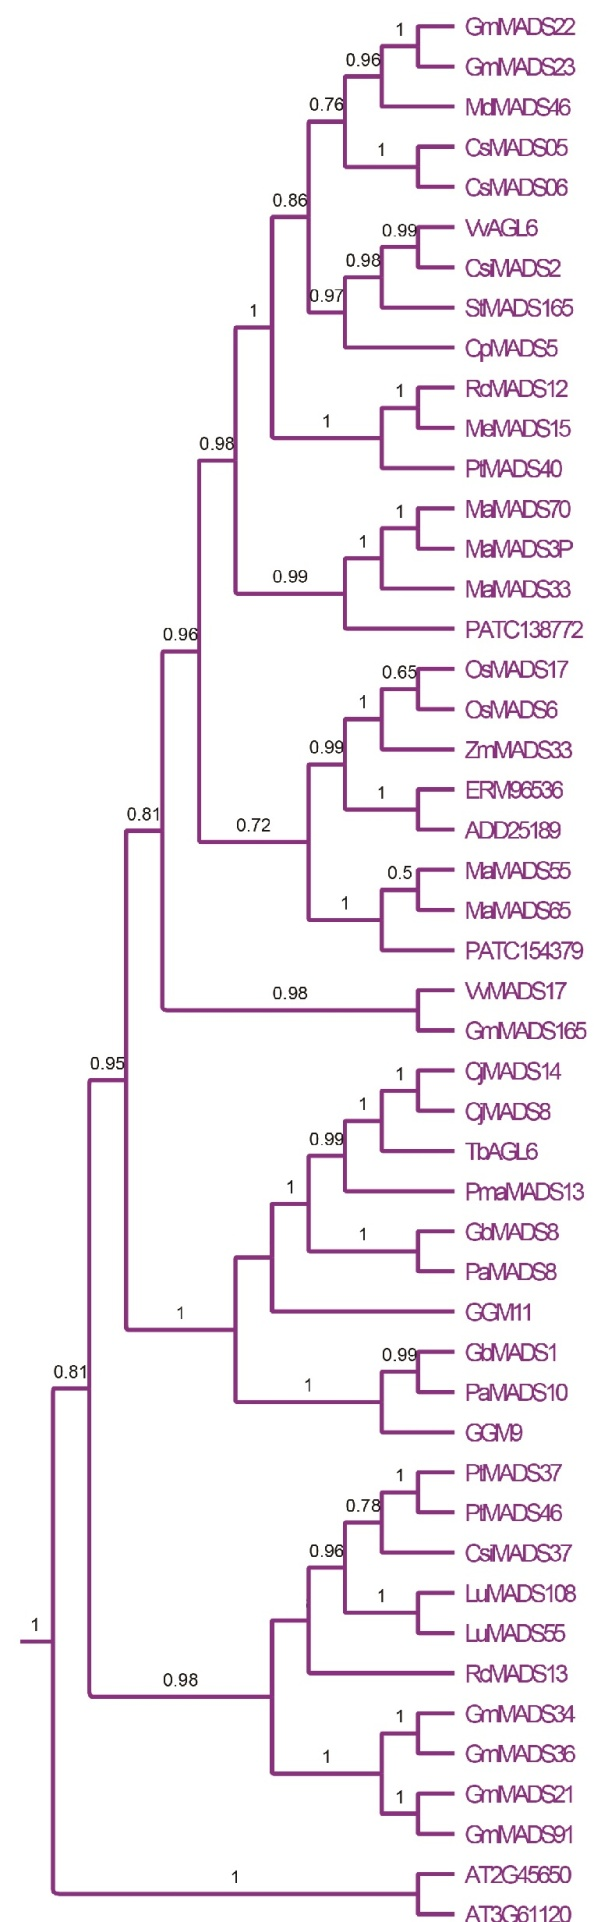 1 GmMADS22
0.96 GmMADS23
0.76 MdMADS46
1 CsMADS05
CsMADS06
0.86
0.99 VvAGL6
0.98 CsiMADS2
0.97 StMADS165
1
CpMADS5
1 RcMADS12
1 MeMADS15
0.98
PtMADS40
1 MaMADS70
1 MaMADS3P
0.99 MaMADS33
PATC138772
0.96
0.65 OsMADS17
1 OsMADS6
0.99 ZmMADS33
1 ERM96536
0.81 0.72 ADD25189
0.5 MaMADS55
1 MaMADS65
PATC154379
0.98 VvMADS17
GmMADS165
0.95
1 CjMADS14
1 CjMADS8
0.99 TbAGL6
1 PmaMADS13
1 GbMADS8
PaMADS8
1 GGM11
0.99 GbMADS1
0.81 1 PaMADS10
GGM9
1 PtMADS37
0.78 PtMADS46
0.96 CsiMADS37
1 LuMADS108
1 LuMADS55
0.98 RcMADS13
1 GmMADS34
1 GmMADS36
1 GmMADS21
GmMADS91
1 AT2G45650
AT3G61120